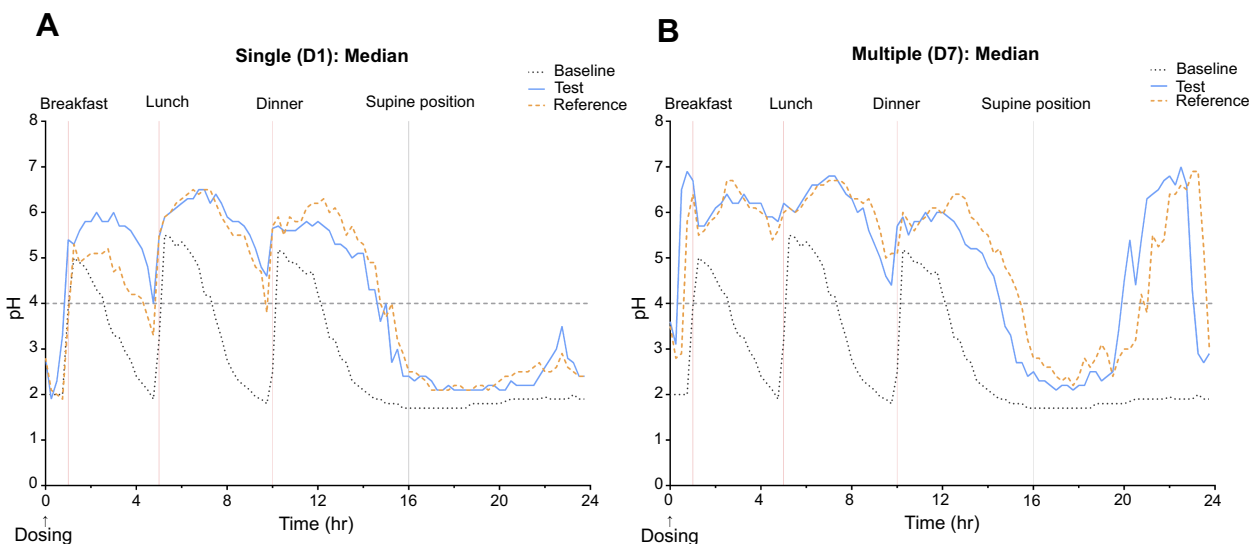 A
Single (D1): Median
Baseline
Test
Reference
Breakfast
Lunch
Dinner
Supine position
8
7
6
5
4
3
2
1
0
pH
0
4
8
12
16
20
24
↑
Dosing
Time (hr)
B
Multiple (D7): Median
Baseline
Test
Reference
Breakfast
Lunch
Dinner
Supine position
8
7
6
5
4
3
2
1
0
pH
0
4
8
12
16
20
24
↑
Dosing
Time (hr)